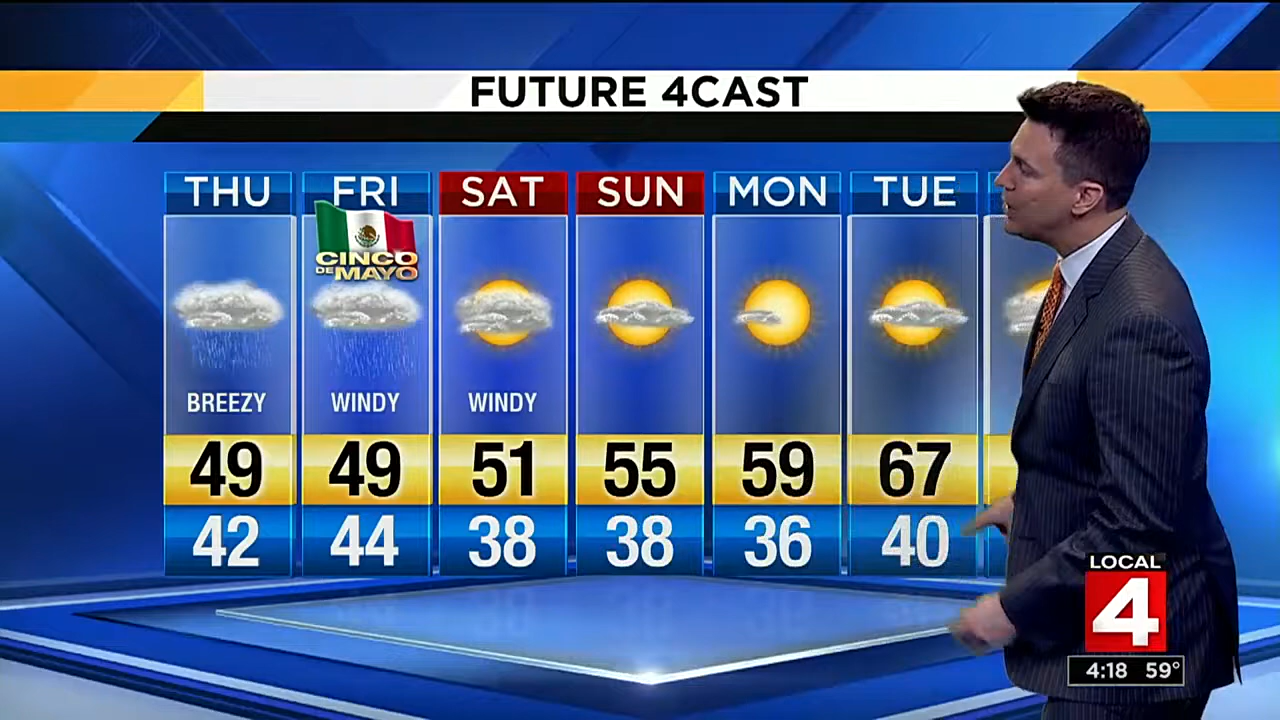 FUTURE 4CAST
THU FRI SAT SUN MON TUE
CINCO
DE MAYO
BREEZY WINDY WINDY
49 49 51 55 59 67
42 44 38 38 36 40
LOCAL
4
4:18 59°